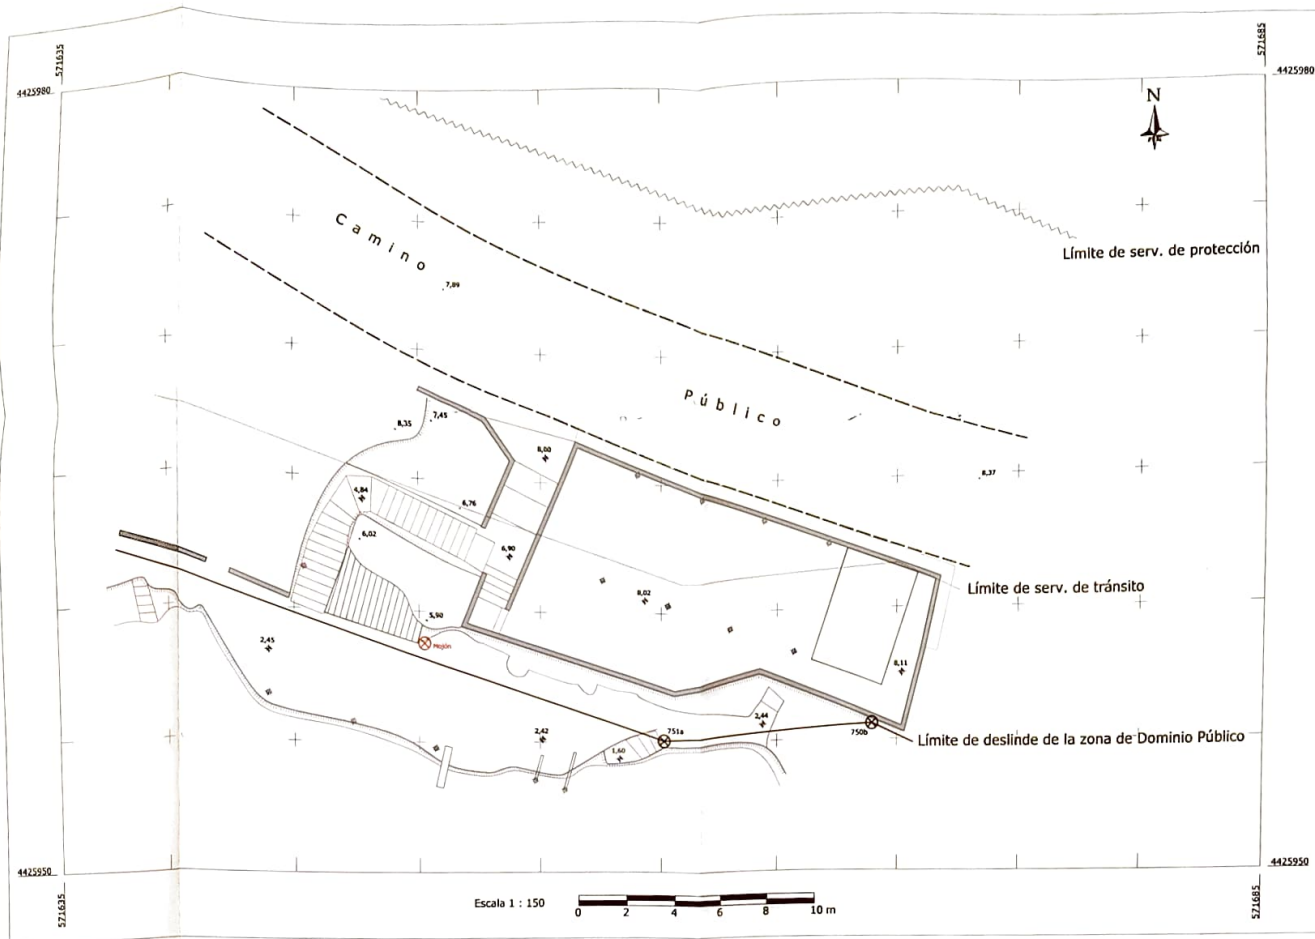 571635
571685
4425980
4425980
N
Camino
Límite de serv. de protección
7,89
Público
8,35
7,45
8,00
8,37
4,84
6,76
6,02
6,90
8,02
Límite de serv. de tránsito
5,90
Mojón
2,45
8,11
2,44
2,42
751a
750b
Límite de deslinde de la zona de Dominio Público
1,60
4425950
4425950
571635
571685
Escala 1 : 150
0 2 4 6 8 10 m